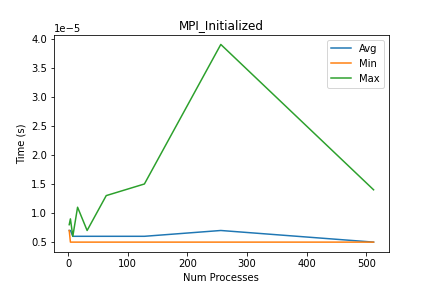 MPI_Initialized
1e−5
4.0
3.5
3.0
2.5
2.0
1.5
1.0
0.5
Time (s)
Avg
Min
Max
0 100 200 300 400 500
Num Processes